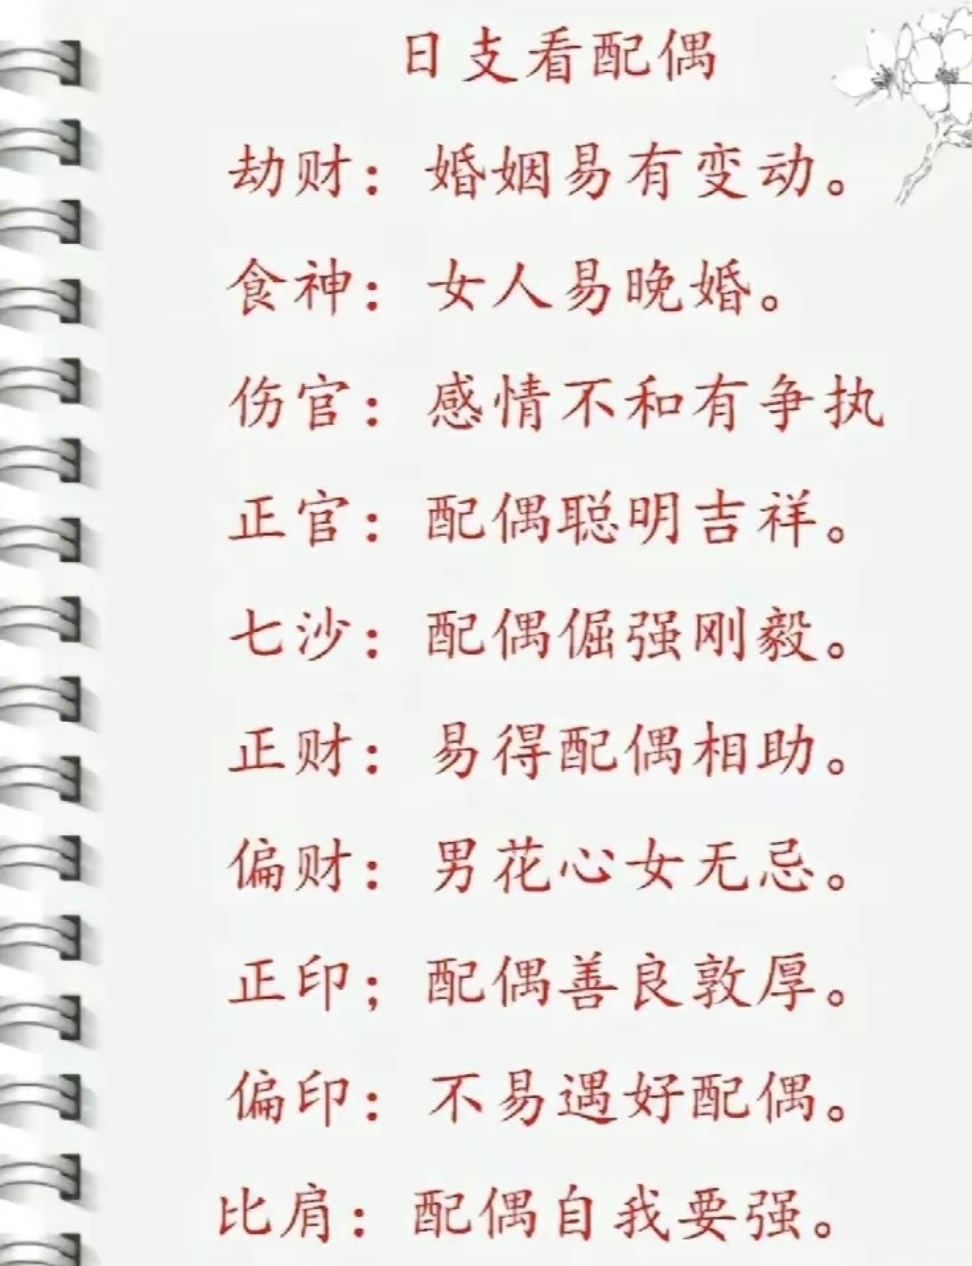 日支看配偶
劫财：婚姻易有变动。
食神：女人易晚婚。
伤官：感情不和有争执
正官：配偶聪明吉祥。
七沙：配偶倔强刚毅。
正财：易得配偶相助。
偏财：男花心女无忌。
正印；配偶善良敦厚。
偏印：不易遇好配偶。
比肩：配偶自我要强。